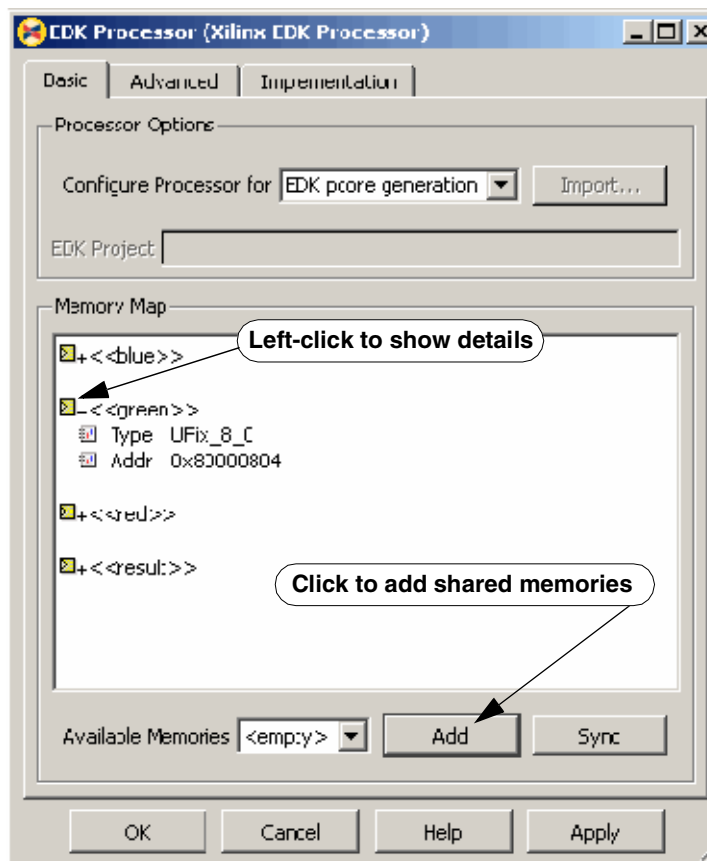 EDK Processor (Xilinx EDK Processor)
Basic Advanced Impementation
Processor Options
Configure Processor for EDK pcore generation Import...
EDK Project
Memory Map
Left-click to show details
+<<blue>>
-<<green>>
Type UFix_8_0
Addr 0x80000804
+<<red>>
+<<result>>
Click to add shared memories
Available Memories <empty> Add Sync
OK Cancel Help Apply